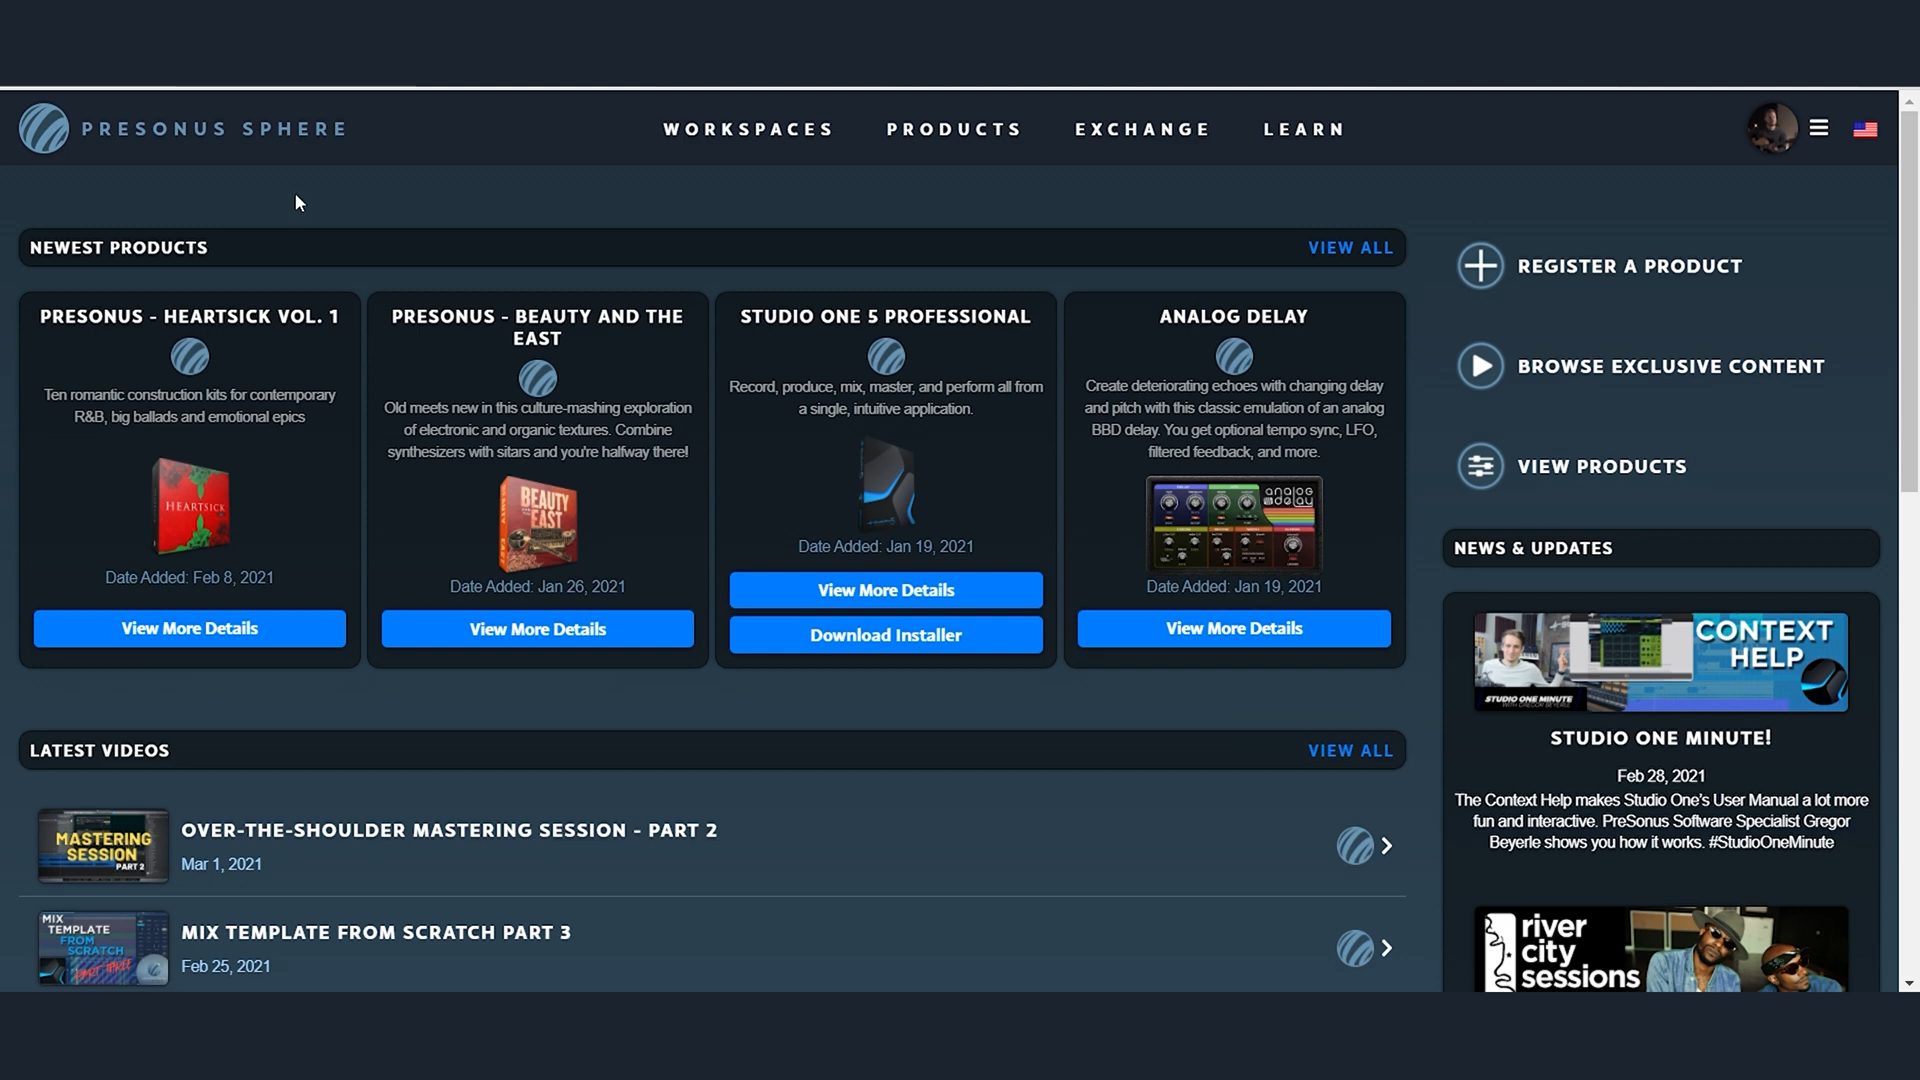 PRESONUS SPHERE
WORKSPACES
PRODUCTS
EXCHANGE
LEARN
NEWEST PRODUCTS
VIEW ALL
PRESONUS - HEARTSICK VOL. 1
Ten romantic construction kits for contemporary
R&B, big ballads and emotional epics
HEARTSICK
Date Added: Feb 8, 2021
View More Details
PRESONUS - BEAUTY AND THE
EAST
Old meets new in this culture-mashing exploration
of electronic and organic textures. Combine
synthesizers with sitars and you're halfway there!
BEAUTY
EAST
Date Added: Jan 26, 2021
View More Details
STUDIO ONE 5 PROFESSIONAL
Record, produce, mix, master, and perform all from
a single, intuitive application.
Date Added: Jan 19, 2021
View More Details
Download Installer
ANALOG DELAY
Create deteriorating echoes with changing delay
and pitch with this classic emulation of an analog
BBD delay. You get optional tempo sync, LFO,
filtered feedback, and more.
analog
delay
Date Added: Jan 19, 2021
View More Details
REGISTER A PRODUCT
BROWSE EXCLUSIVE CONTENT
VIEW PRODUCTS
NEWS & UPDATES
CONTEXT
HELP
STUDIO ONE MINUTE
WITH GREGOR BEYERLE
STUDIO ONE MINUTE!
Feb 28, 2021
The Context Help makes Studio One's User Manual a lot more
fun and interactive. PreSonus Software Specialist Gregor
Beyerle shows you how it works. #StudioOneMinute
river
city
sessions
LATEST VIDEOS
VIEW ALL
MASTERING
SESSION
PART 2
OVER-THE-SHOULDER MASTERING SESSION - PART 2
Mar 1, 2021
MIX
TEMPLATE
FROM
SCRATCH
PART THREE
MIX TEMPLATE FROM SCRATCH PART 3
Feb 25, 2021